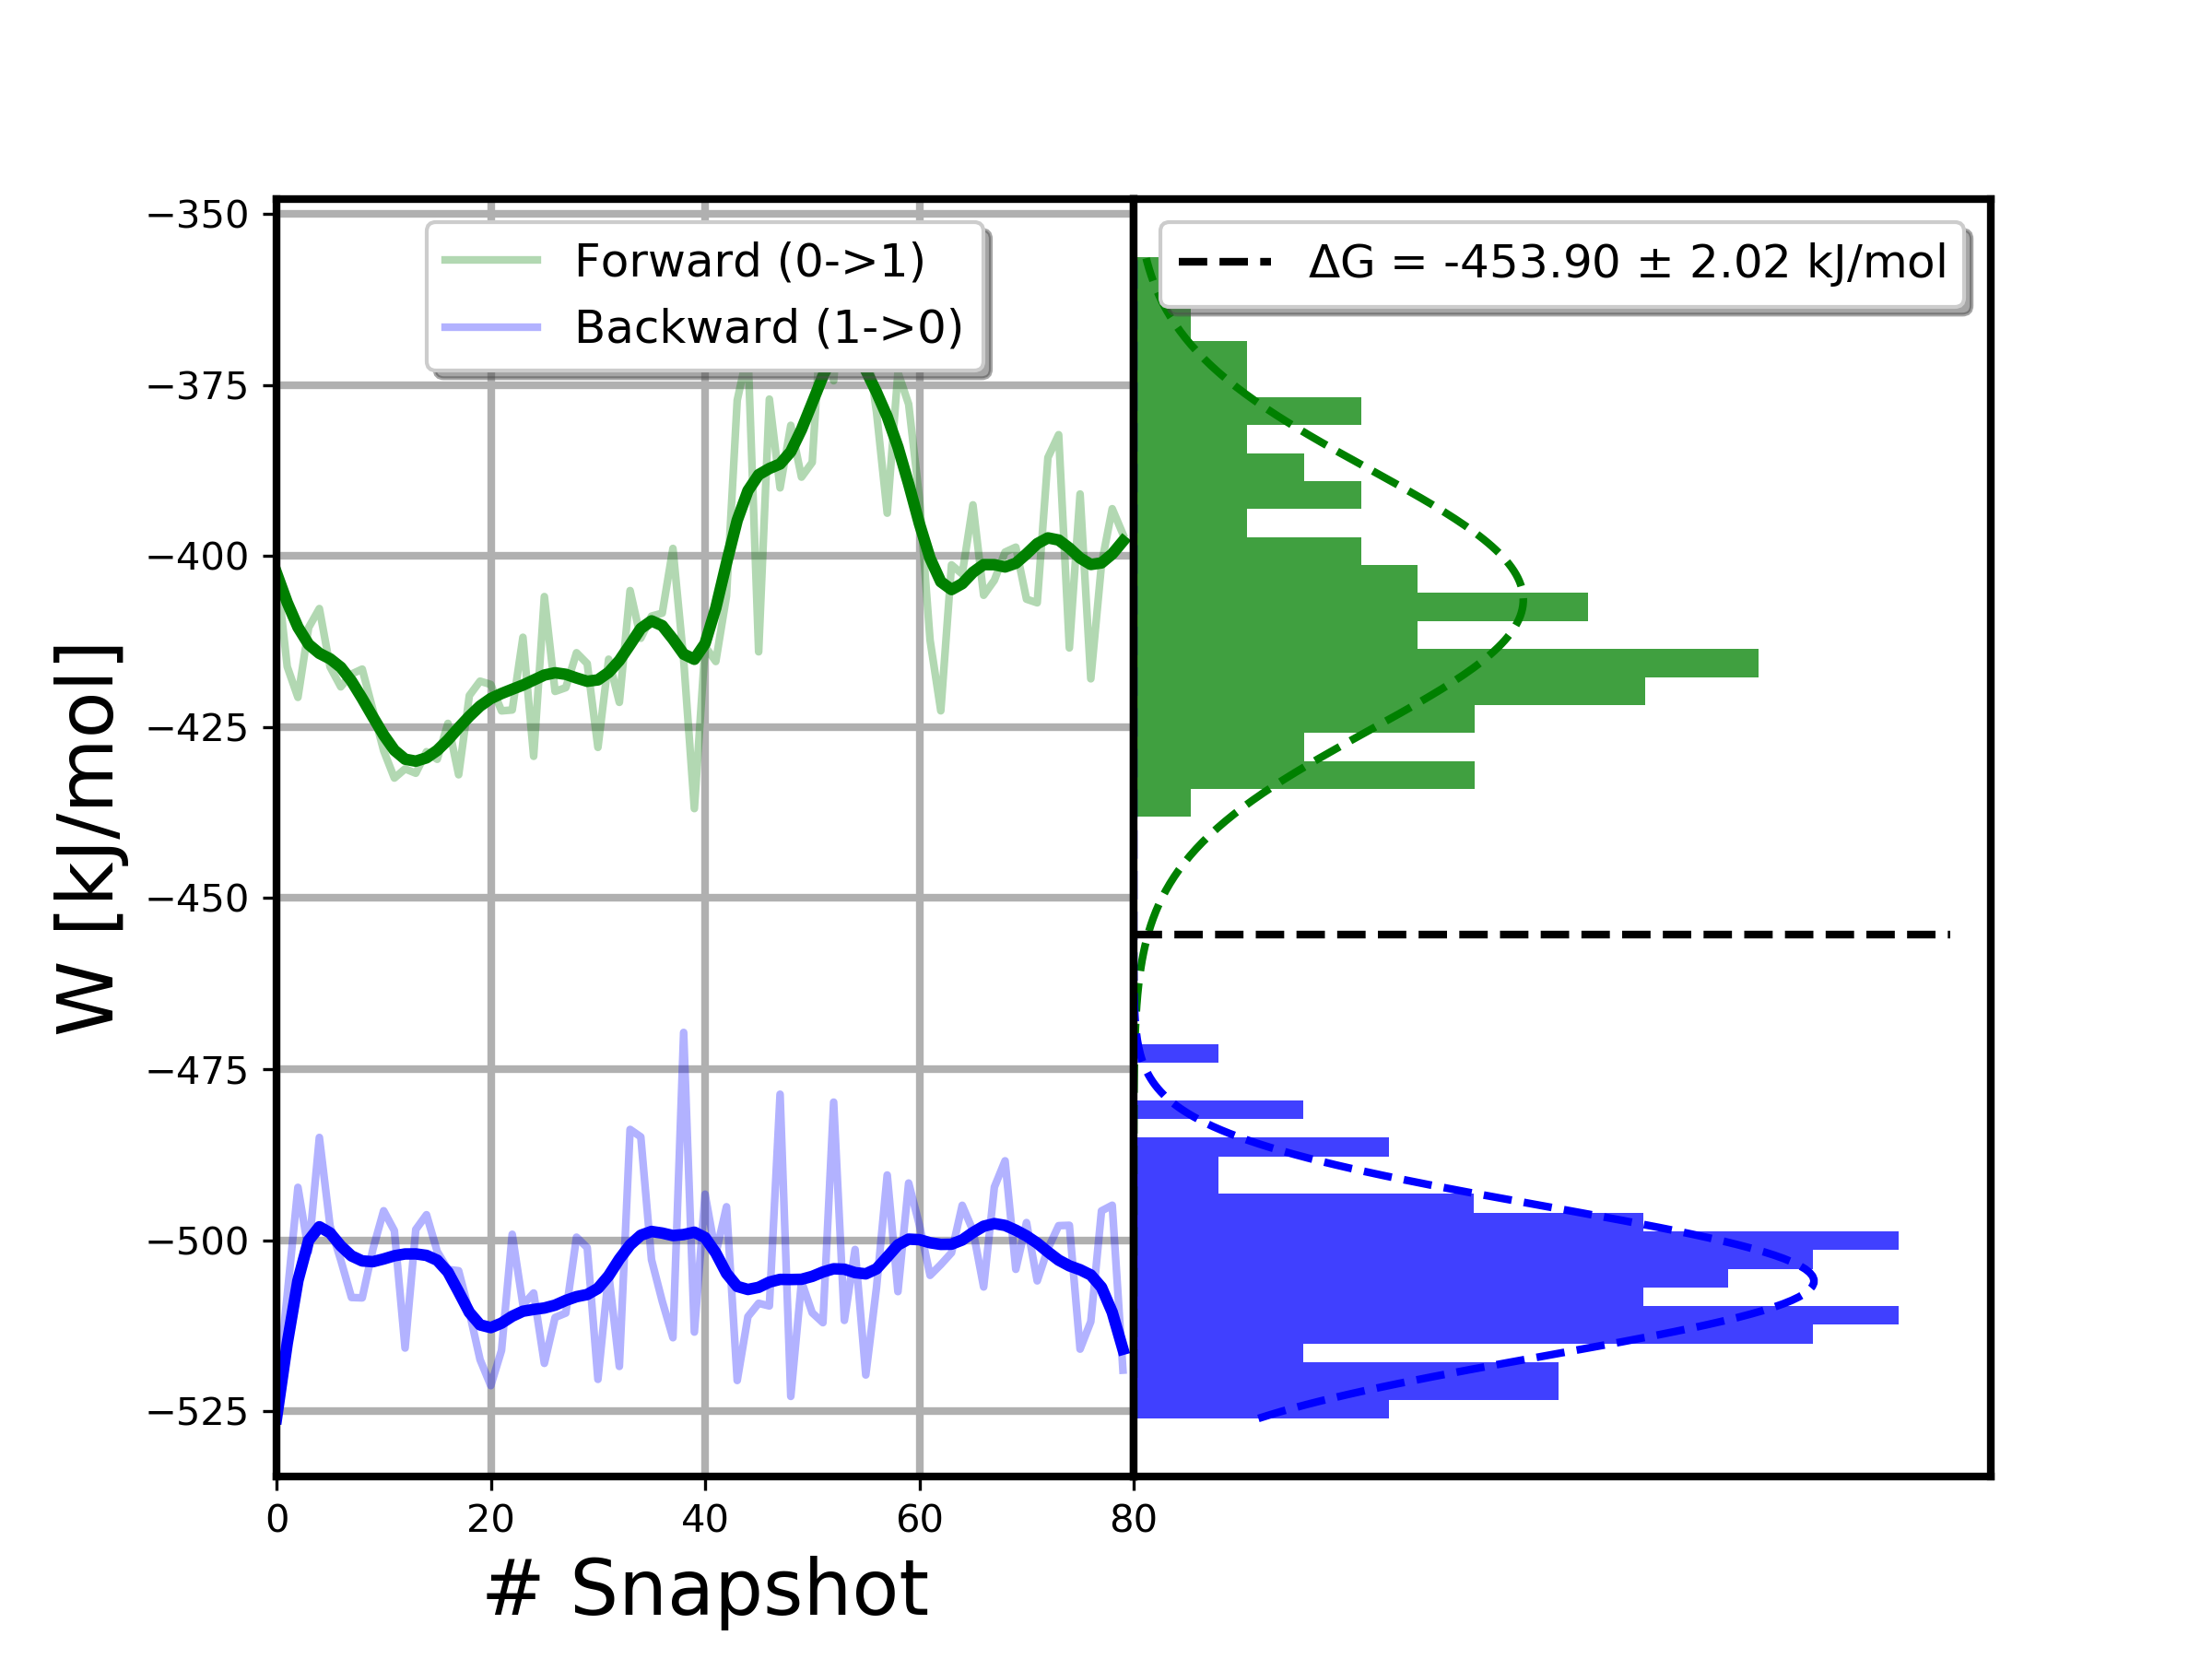 −350
−375
−400
−425
−450
−475
−500
−525
W [kJ/mol]
Forward (0->1)
Backward (1->0)
ΔG = -453.90 ± 2.02 kJ/mol
0 20 40 60 80
# Snapshot